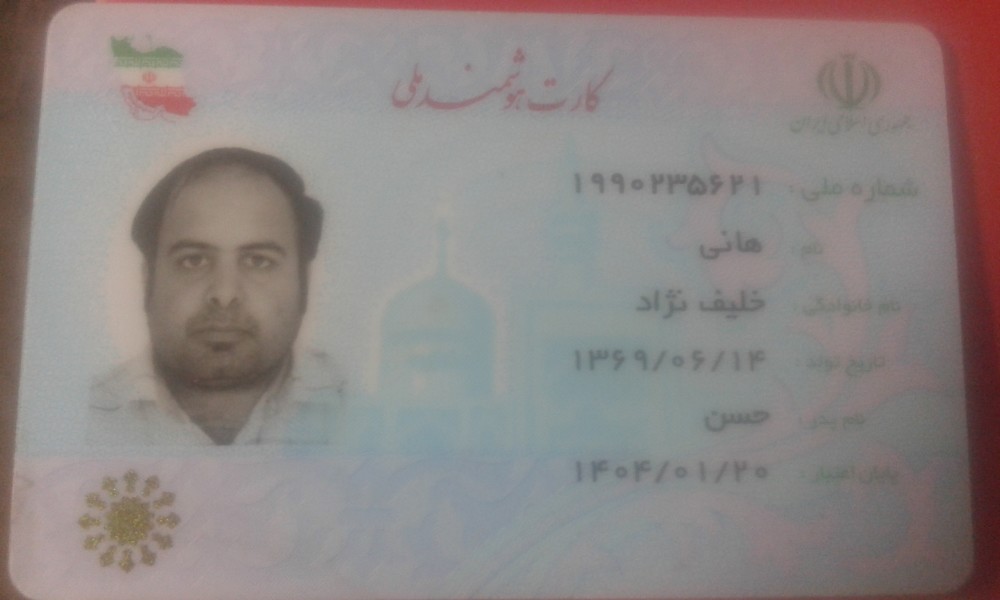 کارت هوشمند ملی
جمهوری اسلامی ایران
شماره ملی: ۱۹۹۰۲۳۵۶۲۱
نام: هانی
نام خانوادگی: خلیف نژاد
تاریخ تولد: ۱۳۶۹/۰۶/۱۴
نام پدر: حسن
پایان اعتبار: ۱۴۰۴/۰۱/۲۰